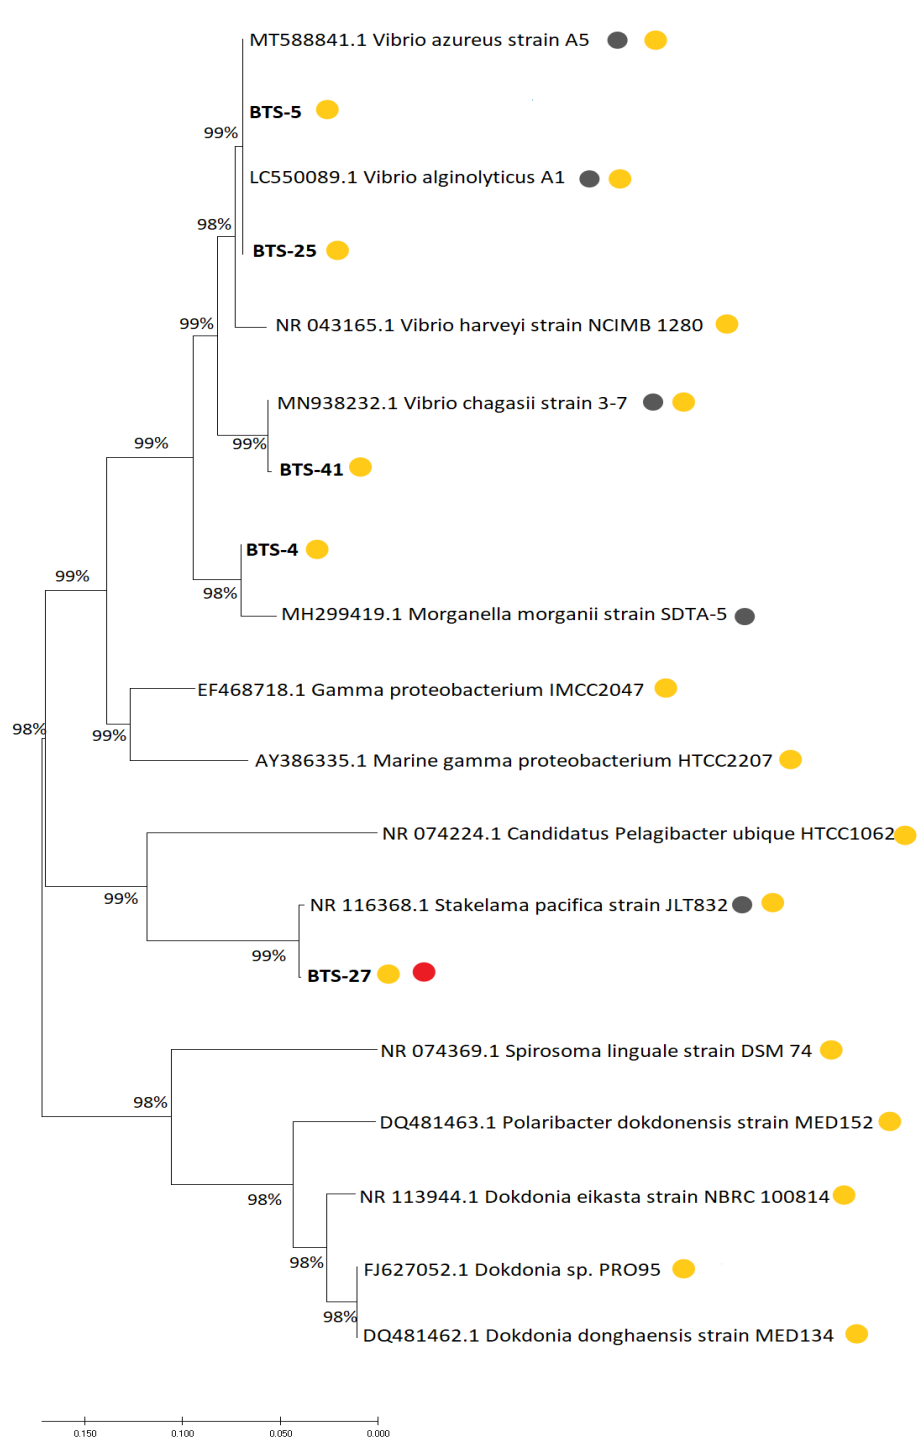 MT588841.1 Vibrio azureus strain A5
BTS-5
99%
LC550089.1 Vibrio alginolyticus A1
98%
BTS-25
99%
NR 043165.1 Vibrio harveyi strain NCIMB 1280
MN938232.1 Vibrio chagasii strain 3-7
99%
99%
BTS-41
BTS-4
99%
98%
MH299419.1 Morganella morganii strain SDTA-5
EF468718.1 Gamma proteobacterium IMCC2047
98%
99%
AY386335.1 Marine gamma proteobacterium HTCC2207
NR 074224.1 Candidatus Pelagibacter ubique HTCC1062
99%
NR 116368.1 Stakelama pacifica strain JLT832
99%
BTS-27
NR 074369.1 Spirosoma linguale strain DSM 74
98%
DQ481463.1 Polaribacter dokdonensis strain MED152
98%
NR 113944.1 Dokdonia eikasta strain NBRC 100814
98%
FJ627052.1 Dokdonia sp. PRO95
98%
DQ481462.1 Dokdonia donghaensis strain MED134
0.150 0.100 0.050 0.000